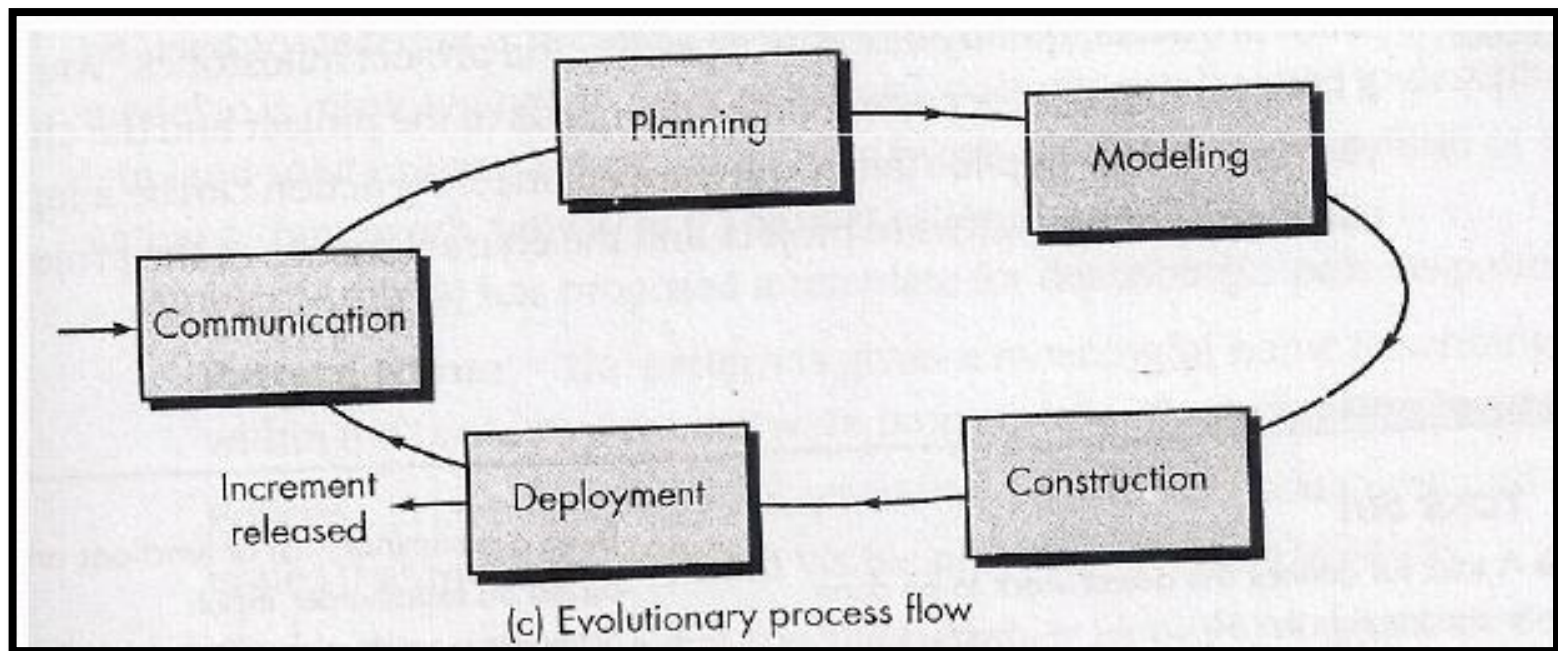 Planning
Modeling
Communication
Construction
Deployment
Increment
released
(c) Evolutionary process flow